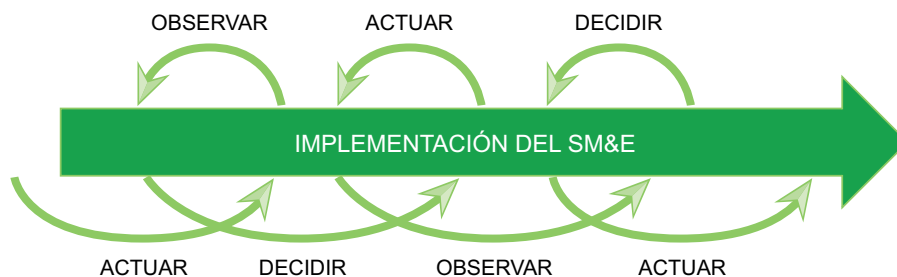 OBSERVAR ACTUAR DECIDIR
IMPLEMENTACIÓN DEL SM&E
ACTUAR DECIDIR OBSERVAR ACTUAR